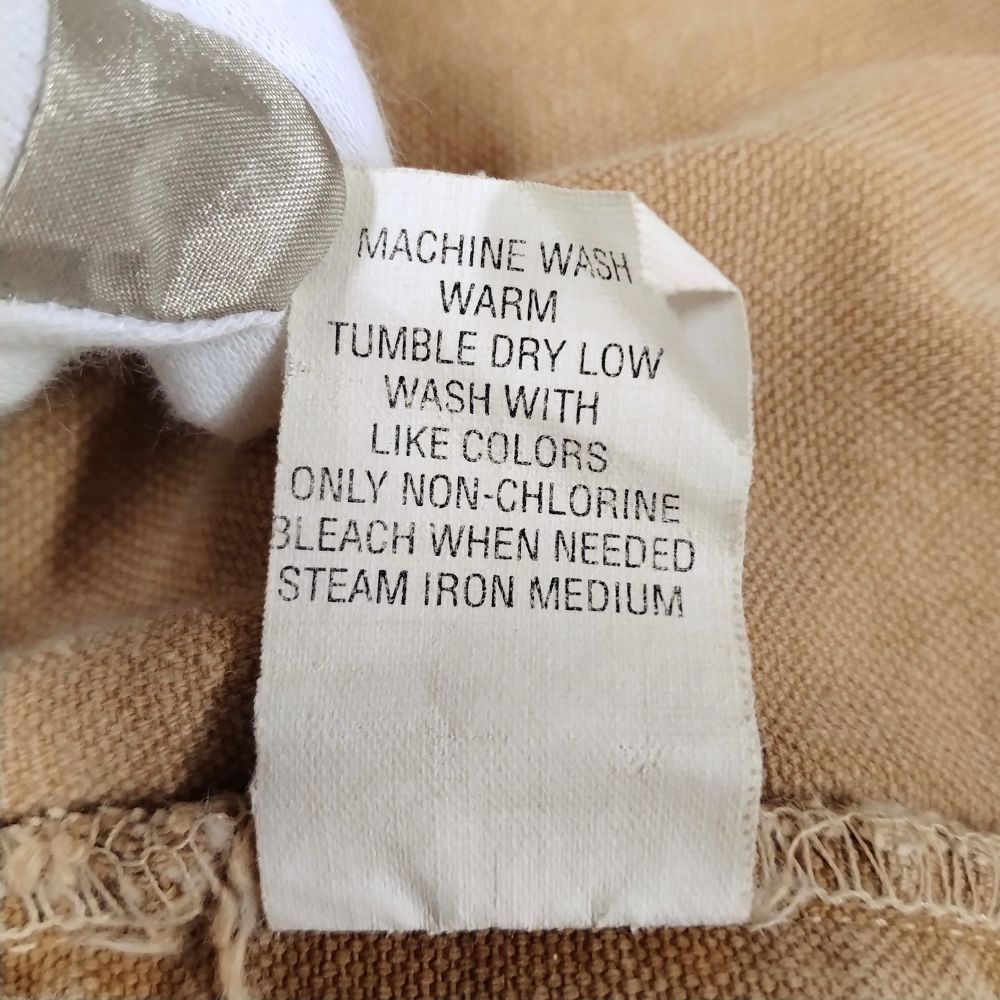 MACHINE WASH
WARM
TUMBLE DRY LOW
WASH WITH
LIKE COLORS
ONLY NON-CHLORINE
BLEACH WHEN NEEDED
STEAM IRON MEDIUM